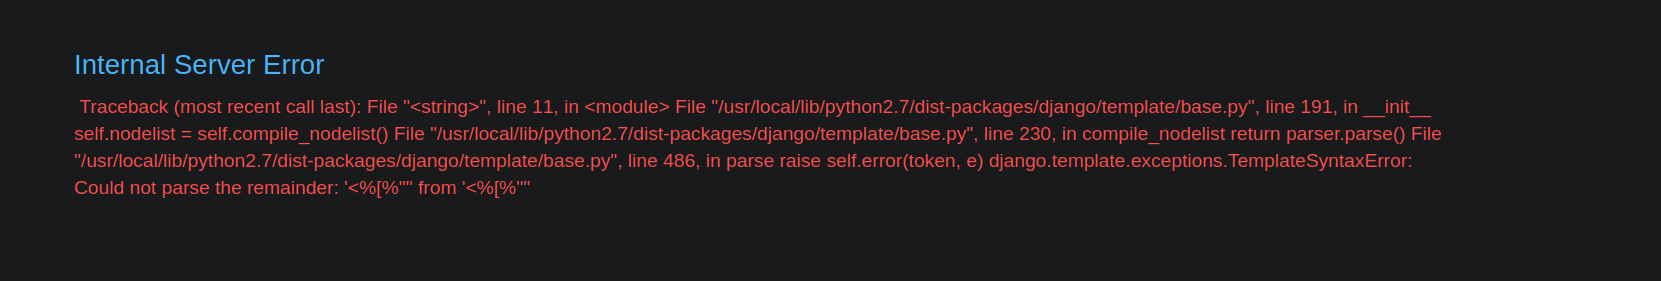 Internal Server Error
Traceback (most recent call last): File "<string>", line 11, in <module> File "/usr/local/lib/python2.7/dist-packages/django/template/base.py", line 191, in __init__
self.nodelist = self.compile_nodelist() File "/usr/local/lib/python2.7/dist-packages/django/template/base.py", line 230, in compile_nodelist return parser.parse() File
"/usr/local/lib/python2.7/dist-packages/django/template/base.py", line 486, in parse raise self.error(token, e) django.template.exceptions.TemplateSyntaxError:
Could not parse the remainder: '<%[%'"' from '<%[%'"'